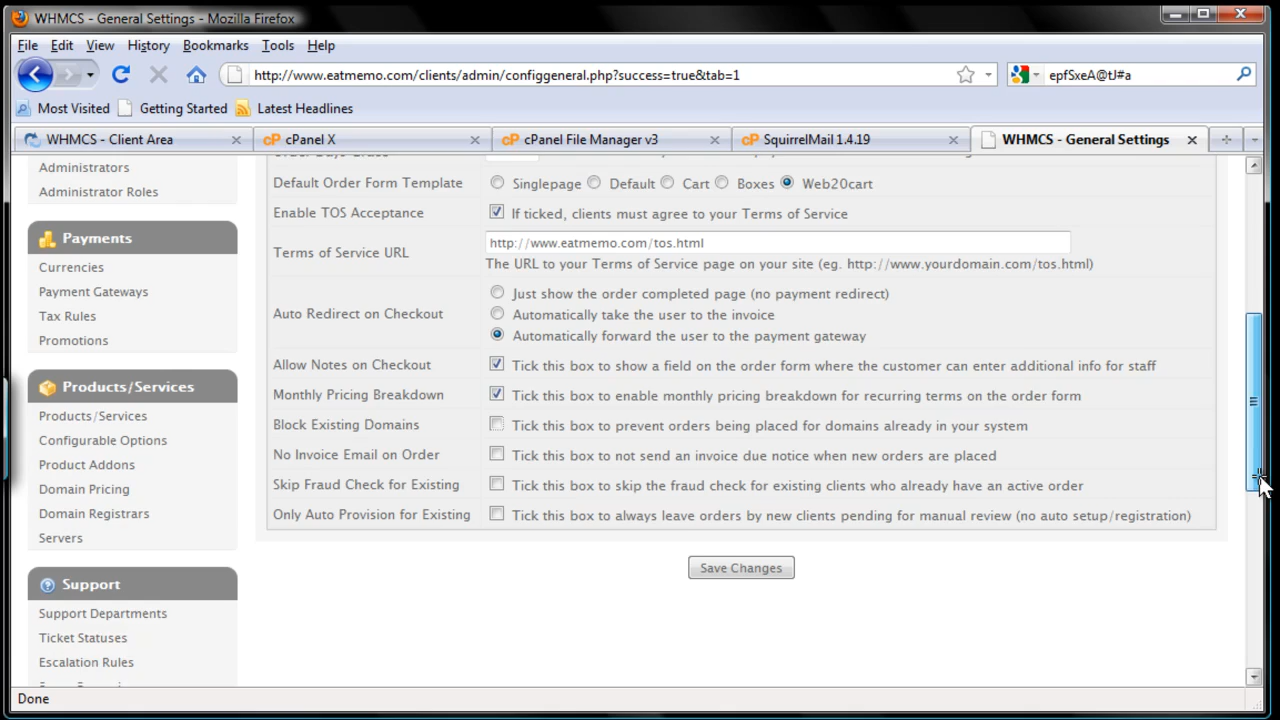 WHMCS - General Settings - Mozilla Firefox
File Edit View History Bookmarks Tools Help
http://www.eatmemo.com/clients/admin/configgeneral.php?success=true&tab=1
epfSxeA@tJ#a
Most Visited Getting Started Latest Headlines
WHMCS - Client Area
cPanel X
cPanel File Manager v3
SquirrelMail 1.4.19
WHMCS - General Settings
Administrators
Administrator Roles
Payments
Currencies
Payment Gateways
Tax Rules
Promotions
Products/Services
Products/Services
Configurable Options
Product Addons
Domain Pricing
Domain Registrars
Servers
Support
Support Departments
Ticket Statuses
Escalation Rules
Default Order Form Template Singlepage Default Cart Boxes Web20cart
Enable TOS Acceptance If ticked, clients must agree to your Terms of Service
Terms of Service URL
http://www.eatmemo.com/tos.html
The URL to your Terms of Service page on your site (eg. http://www.yourdomain.com/tos.html)
Auto Redirect on Checkout
Just show the order completed page (no payment redirect)
Automatically take the user to the invoice
Automatically forward the user to the payment gateway
Allow Notes on Checkout Tick this box to show a field on the order form where the customer can enter additional info for staff
Monthly Pricing Breakdown Tick this box to enable monthly pricing breakdown for recurring terms on the order form
Block Existing Domains Tick this box to prevent orders being placed for domains already in your system
No Invoice Email on Order Tick this box to not send an invoice due notice when new orders are placed
Skip Fraud Check for Existing Tick this box to skip the fraud check for existing clients who already have an active order
Only Auto Provision for Existing Tick this box to always leave orders by new clients pending for manual review (no auto setup/registration)
Save Changes
Done